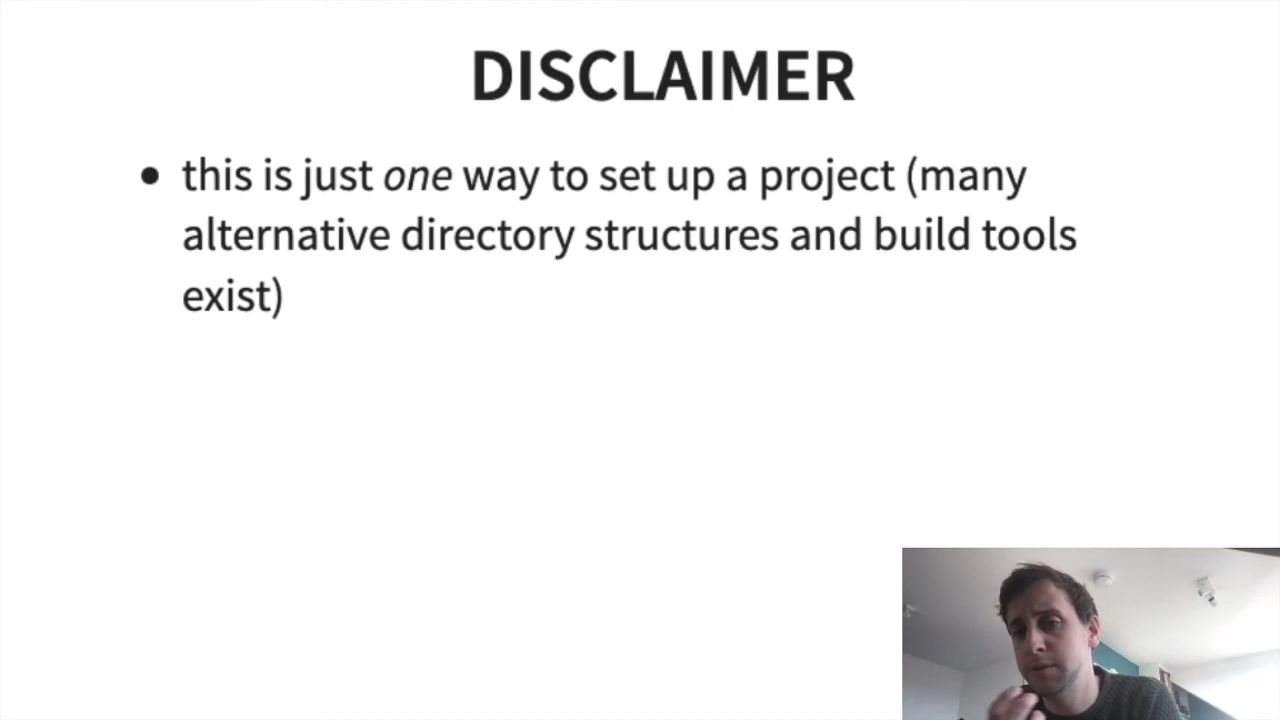 DISCLAIMER
• this is just one way to set up a project (many
alternative directory structures and build tools
exist)